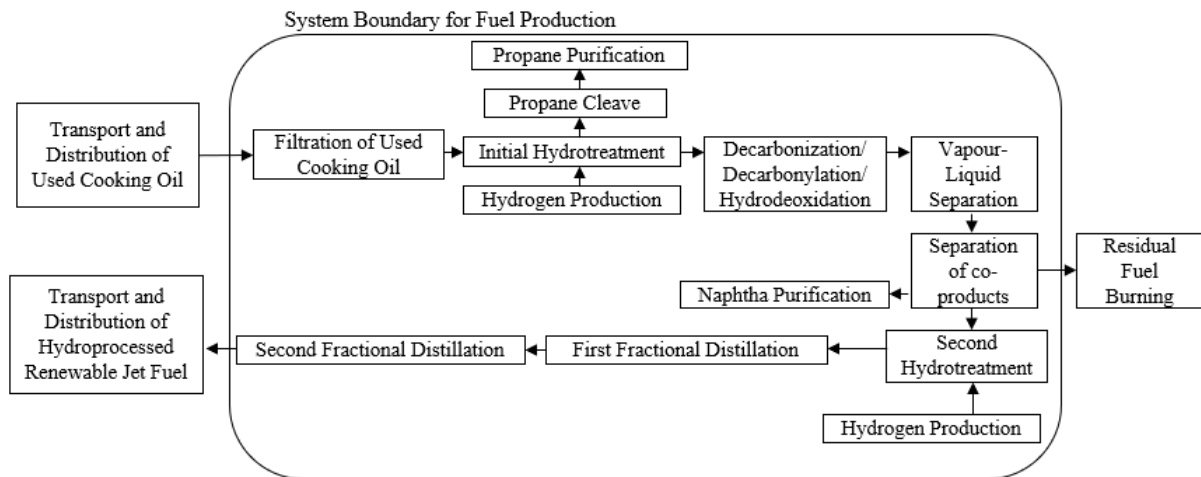 System Boundary for Fuel Production
Propane Purification
Propane Cleave
Transport and
Distribution of
Used Cooking Oil
Filtration of Used
Cooking Oil
Initial Hydrotreatment
Decarbonization/
Decarbonylation/
Hydrodeoxidation
Vapour-
Liquid
Separation
Hydrogen Production
Separation
of co-
products
Residual
Fuel
Burning
Naphtha Purification
Transport and
Distribution of
Hydroprocessed
Renewable Jet Fuel
Second Fractional Distillation
First Fractional Distillation
Second
Hydrotreatment
Hydrogen Production